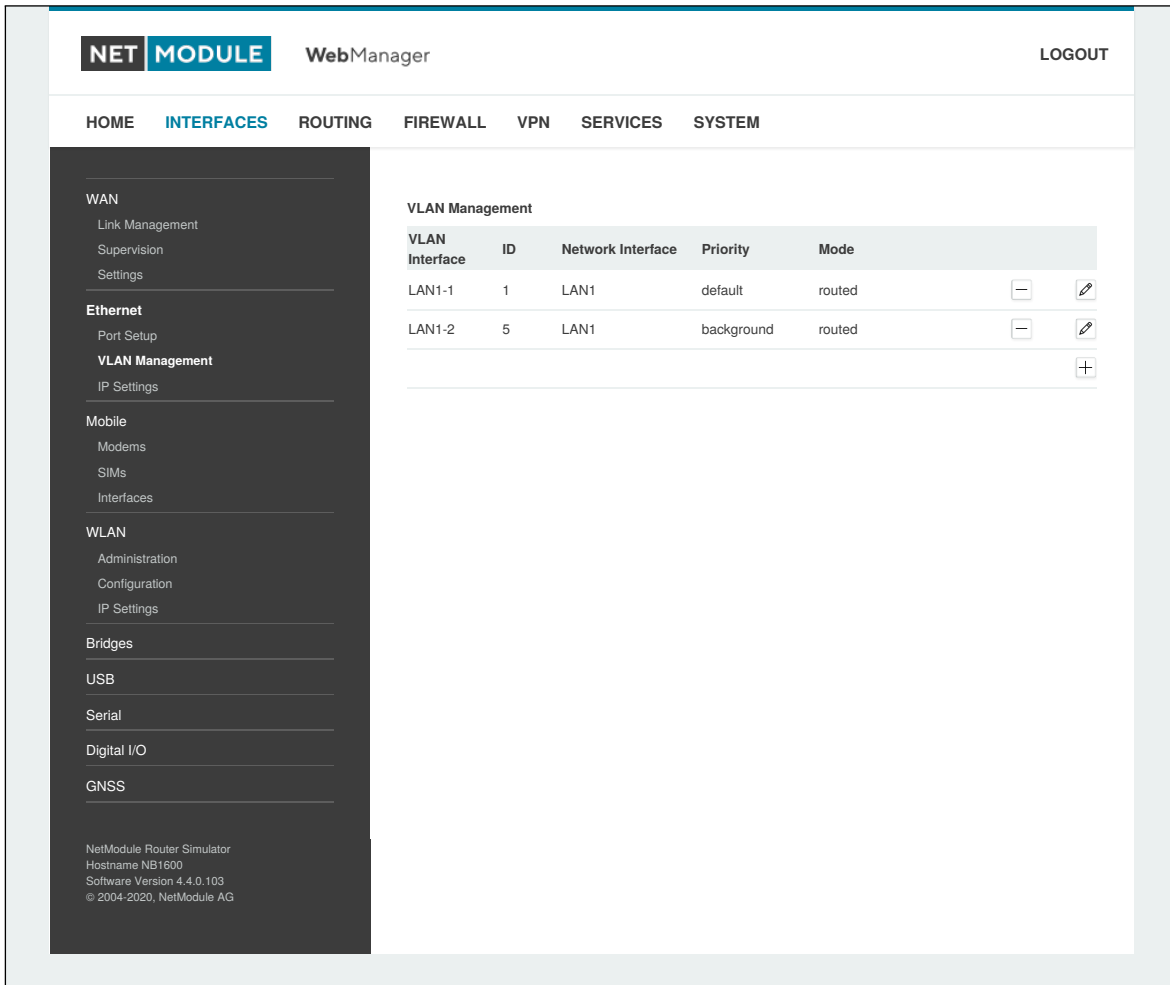 NET MODULE WebManager LOGOUT
HOME INTERFACES ROUTING FIREWALL VPN SERVICES SYSTEM
WAN
Link Management
Supervision
Settings
Ethernet
Port Setup
VLAN Management
IP Settings
Mobile
Modems
SIMs
Interfaces
WLAN
Administration
Configuration
IP Settings
Bridges
USB
Serial
Digital I/O
GNSS
NetModule Router Simulator
Hostname NB1600
Software Version 4.4.0.103
© 2004-2020, NetModule AG
VLAN Management
VLAN Interface ID Network Interface Priority Mode
LAN1-1 1 LAN1 default routed
LAN1-2 5 LAN1 background routed